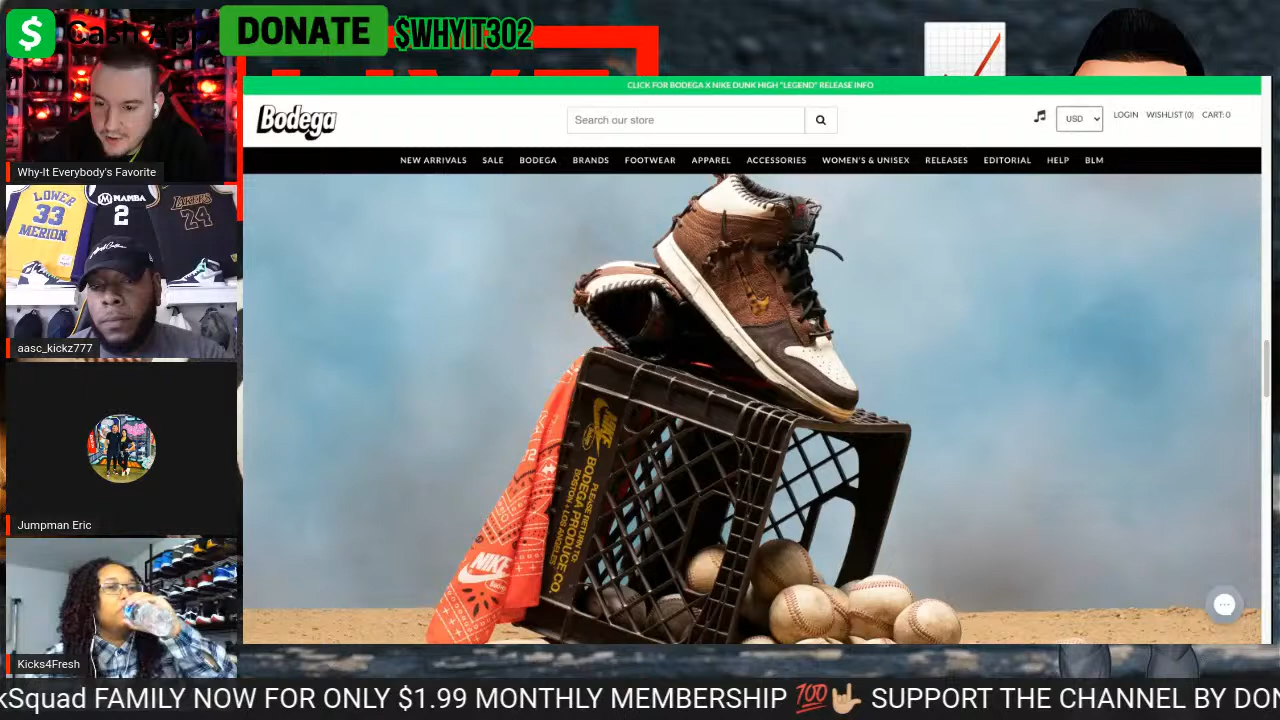 Cash App
DONATE
$WHYIT302
LIVE
CLICK FOR BODEGA X NIKE DUNK HIGH "LEGEND" RELEASE INFO
Bodega
Search our store
USD
LOGIN
WISHLIST (0)
CART: 0
NEW ARRIVALS
SALE
BODEGA
BRANDS
FOOTWEAR
APPAREL
ACCESSORIES
WOMEN'S & UNISEX
RELEASES
EDITORIAL
HELP
BLM
Why-It Everybody's Favorite
LOWER
33
MERION
MAMBA
2
LAKERS
24
aasc_kickz777
Jumpman Eric
Kicks4Fresh
NIKE
PLEASE RETURN TO:
BODEGA PRODUCE CO.
BOSTON • LOS ANGELES
NIKE
kSquad FAMILY NOW FOR ONLY $1.99 MONTHLY MEMBERSHIP 💯🤟🏼 SUPPORT THE CHANNEL BY DON